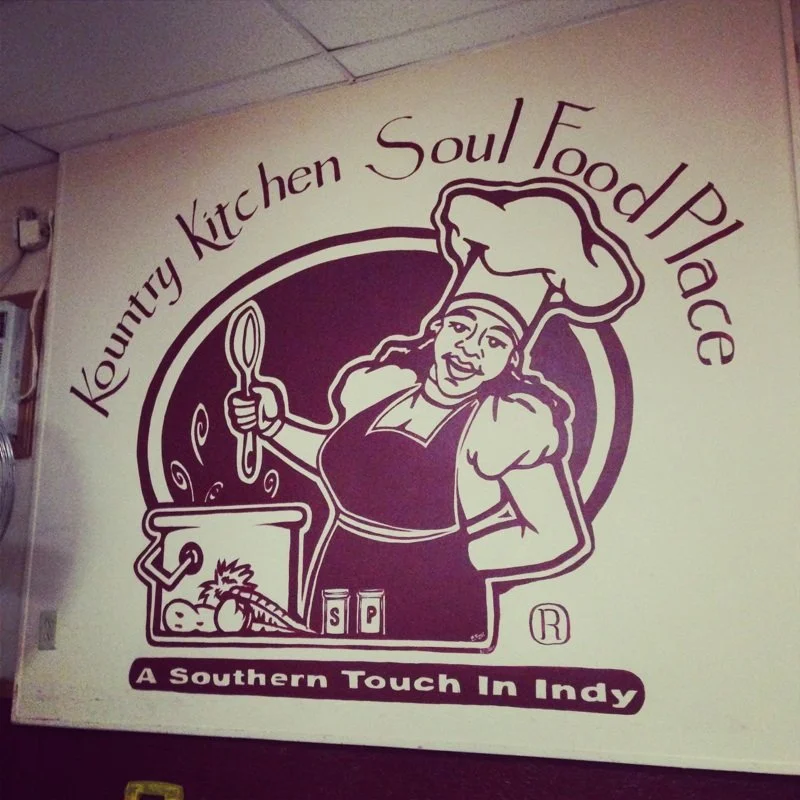 Kountry Kitchen Soul Food Place
S P
®
A Southern Touch In Indy